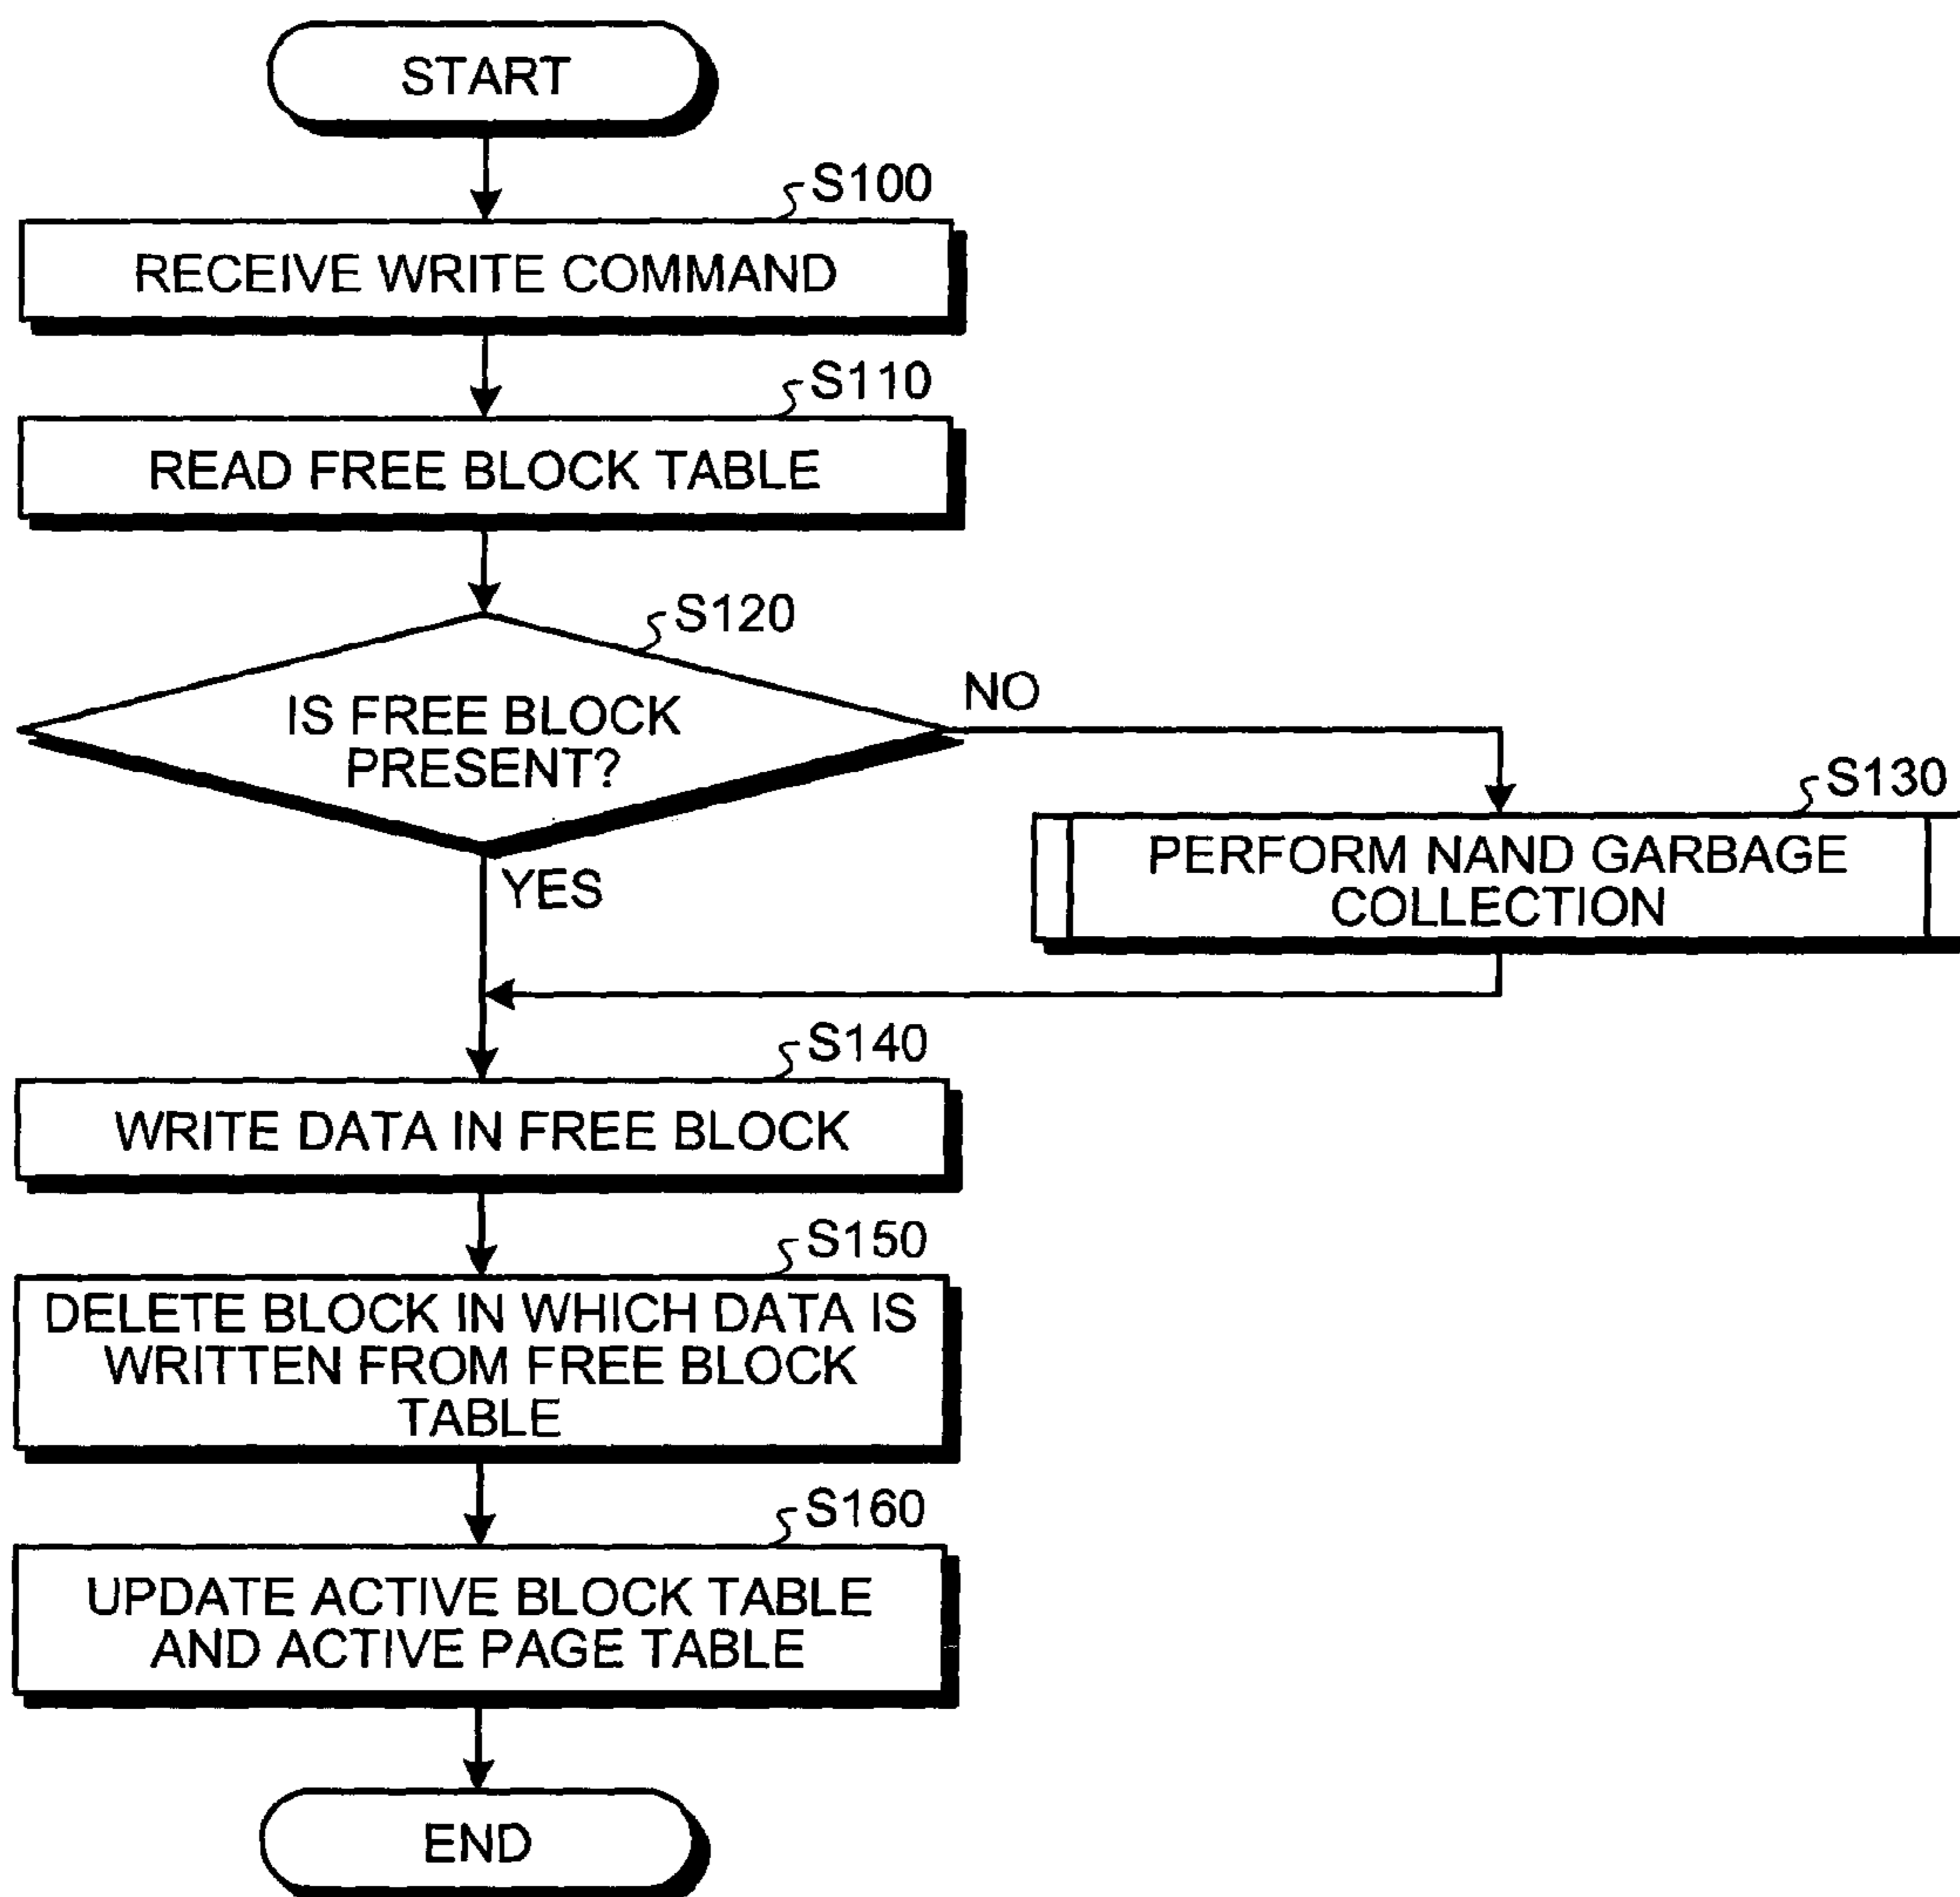 START
S100
RECEIVE WRITE COMMAND
S110
READ FREE BLOCK TABLE
S120
IS FREE BLOCK
PRESENT?
NO
YES
S130
PERFORM NAND GARBAGE
COLLECTION
S140
WRITE DATA IN FREE BLOCK
S150
DELETE BLOCK IN WHICH DATA IS
WRITTEN FROM FREE BLOCK
TABLE
S160
UPDATE ACTIVE BLOCK TABLE
AND ACTIVE PAGE TABLE
END